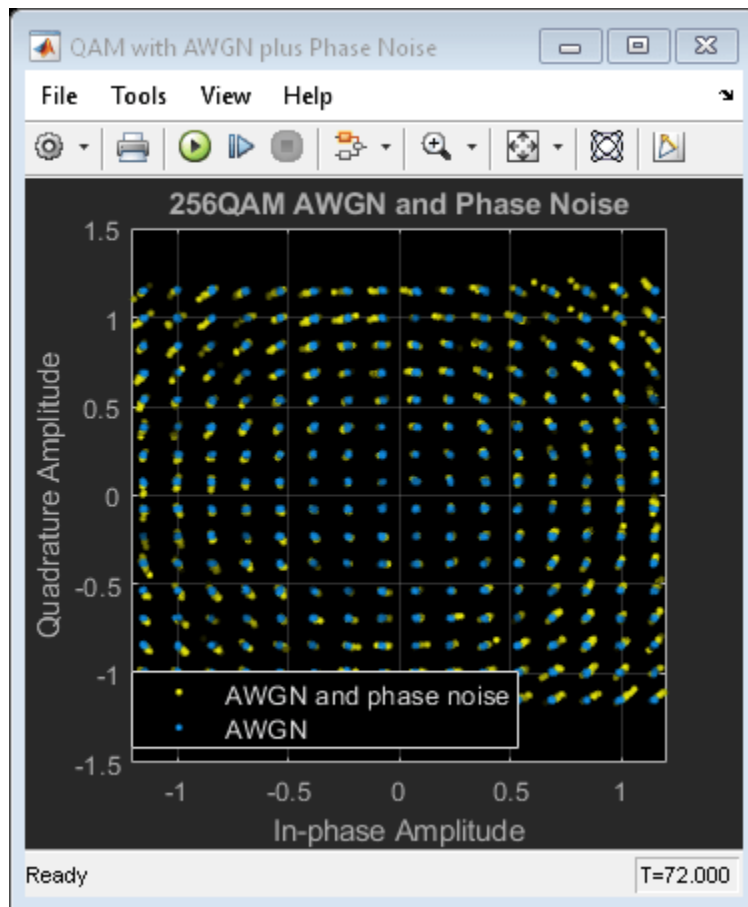 QAM with AWGN plus Phase Noise
File Tools View Help
256QAM AWGN and Phase Noise
1.5
1
0.5
0
-0.5
-1
-1.5
Quadrature Amplitude
AWGN and phase noise
AWGN
-1 -0.5 0 0.5 1
In-phase Amplitude
Ready T=72.000